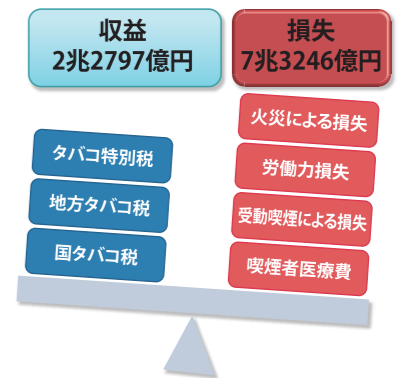 収益
2兆2797億円
損失
7兆3246億円
タバコ特別税
地方タバコ税
国タバコ税
火災による損失
労働力損失
受動喫煙による損失
喫煙者医療費